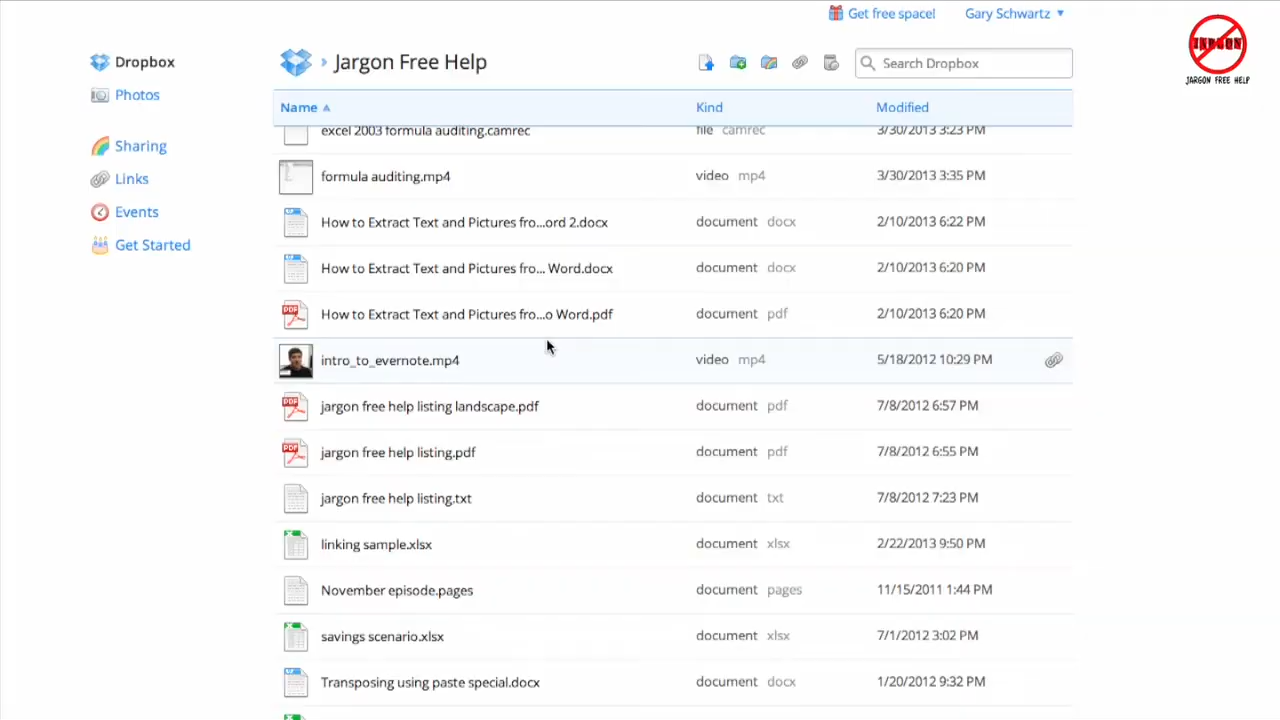 Get free space!
Gary Schwartz
JARGON
JARGON FREE HELP
Dropbox
Photos
Sharing
Links
Events
Get Started
› Jargon Free Help
Search Dropbox
Name Kind Modified
excel 2003 formula auditing.camrec file camrec 3/30/2013 3:23 PM
formula auditing.mp4 video mp4 3/30/2013 3:35 PM
How to Extract Text and Pictures fro...ord 2.docx document docx 2/10/2013 6:22 PM
How to Extract Text and Pictures fro... Word.docx document docx 2/10/2013 6:20 PM
How to Extract Text and Pictures fro...o Word.pdf document pdf 2/10/2013 6:20 PM
intro_to_evernote.mp4 video mp4 5/18/2012 10:29 PM
jargon free help listing landscape.pdf document pdf 7/8/2012 6:57 PM
jargon free help listing.pdf document pdf 7/8/2012 6:55 PM
jargon free help listing.txt document txt 7/8/2012 7:23 PM
linking sample.xlsx document xlsx 2/22/2013 9:50 PM
November episode.pages document pages 11/15/2011 1:44 PM
savings scenario.xlsx document xlsx 7/1/2012 3:02 PM
Transposing using paste special.docx document docx 1/20/2012 9:32 PM